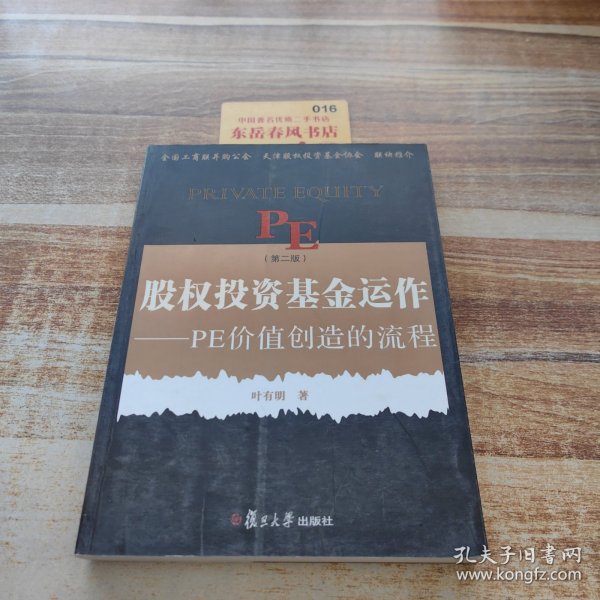 016
中国著名优质二手书店
东岳春风书店
全国工商联并购公会 天津股权投资基金协会 联袂推介
PRIVATE EQUITY
PE
(第二版)
股权投资基金运作
——PE价值创造的流程
叶有明 著
復旦大学出版社
孔夫子旧书网
www.kongfz.com